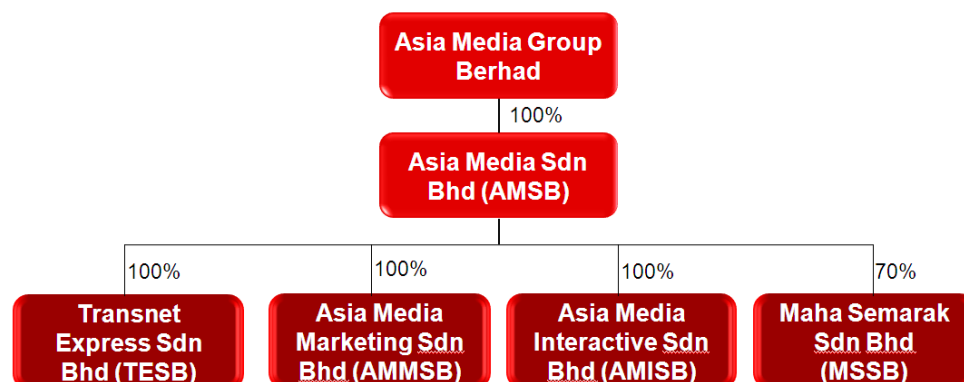 Asia Media Group
Berhad
100%
Asia Media Sdn
Bhd (AMSB)
100%
100%
100%
70%
Transnet
Express Sdn
Bhd (TESB)
Asia Media
Marketing Sdn
Bhd (AMMSB)
Asia Media
Interactive Sdn
Bhd (AMISB)
Maha Semarak
Sdn Bhd
(MSSB)